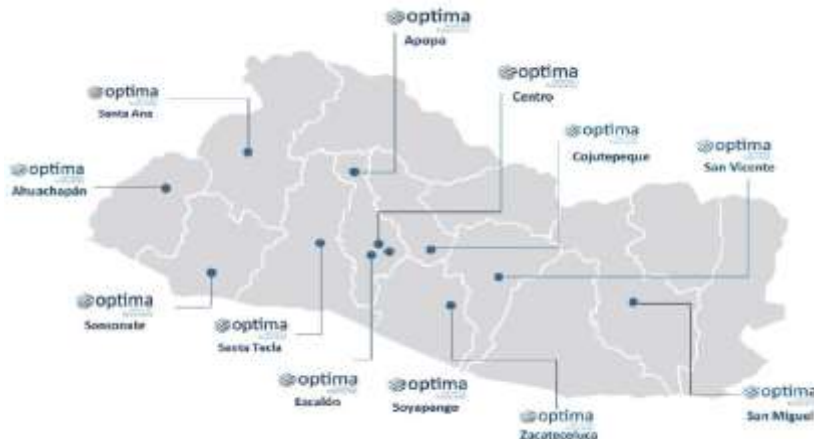 optima
Apopa
optima
Centro
optima
Santa Ana
optima
Cojutepeque
optima
San Vicente
optima
Ahuachapán
optima
Sonsonate
optima
Santa Tecla
optima
Escalón
optima
Soyapango
optima
Zacatecoluca
optima
San Miguel